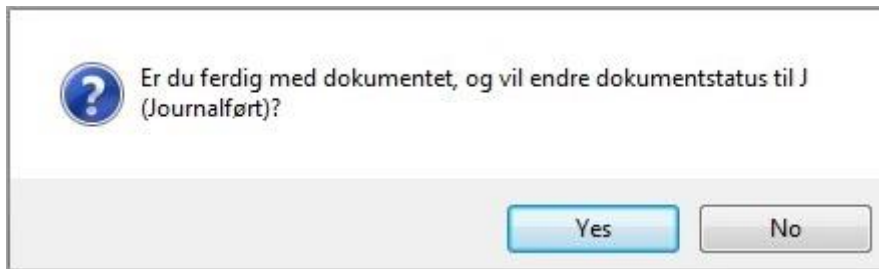 Er du ferdig med dokumentet, og vil endre dokumentstatus til J
(Journalført)?
Yes
No